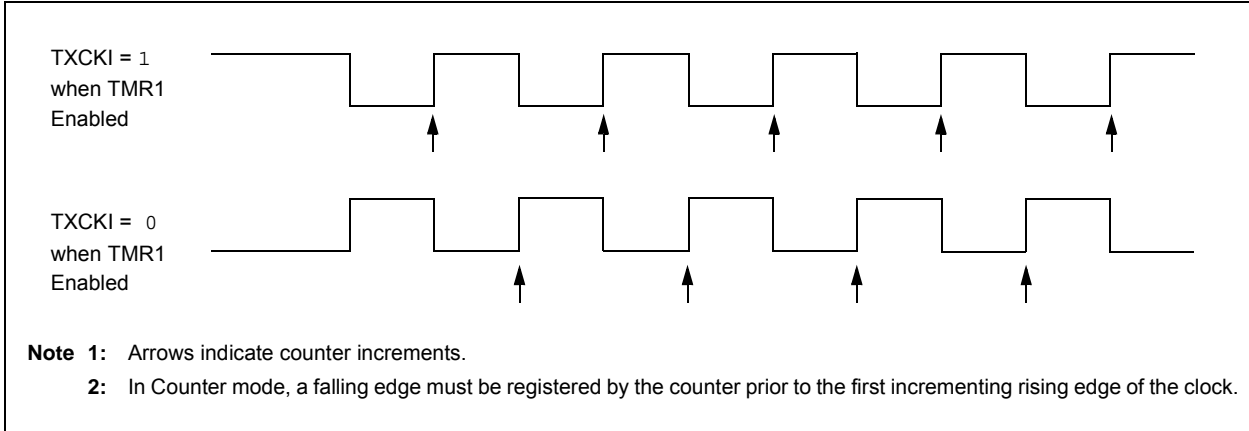 TXCKI = 1
when TMR1
Enabled
TXCKI = 0
when TMR1
Enabled
Note 1: Arrows indicate counter increments.
2: In Counter mode, a falling edge must be registered by the counter prior to the first incrementing rising edge of the clock.